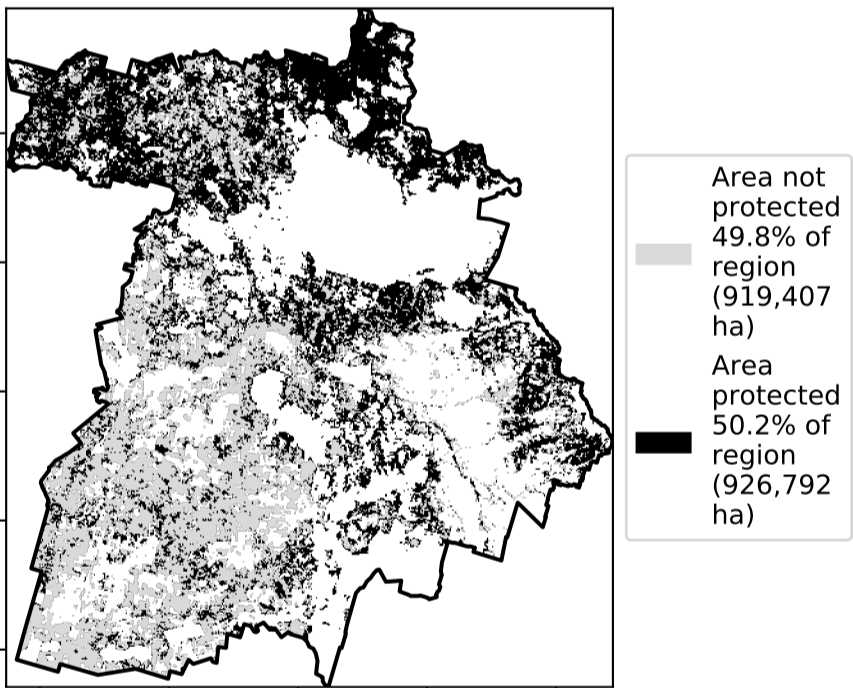 Area not
protected
49.8% of
region
(919,407
ha)
Area
protected
50.2% of
region
(926,792
ha)